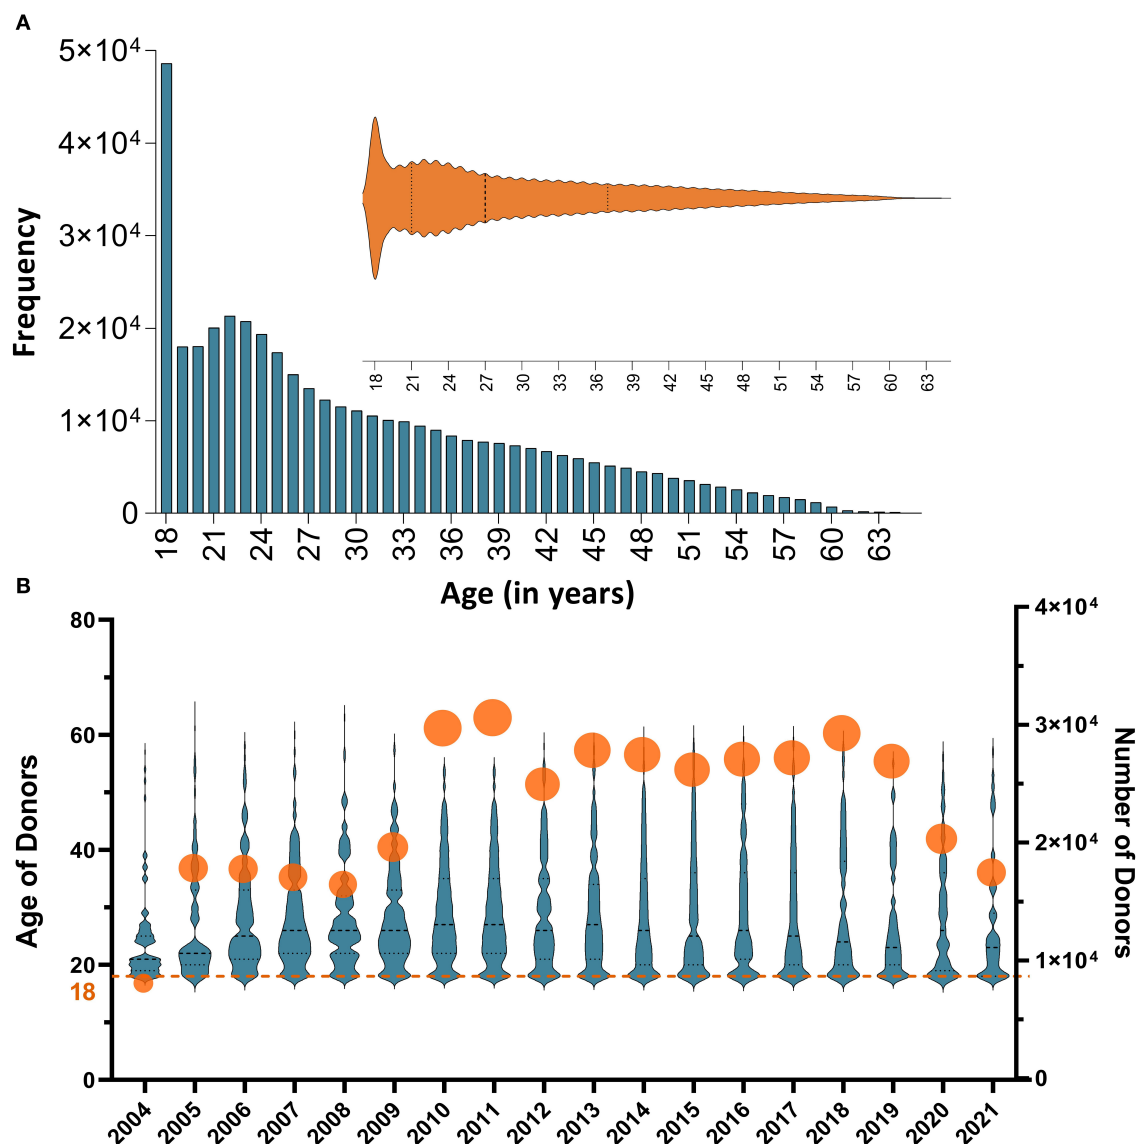 A
Frequency
5×10⁴
4×10⁴
3×10⁴
2×10⁴
1×10⁴
0
18 21 24 27 30 33 36 39 42 45 48 51 54 57 60 63
18 21 24 27 30 33 36 39 42 45 48 51 54 57 60 63
Age (in years)
B
Age of Donors
80
60
40
20
18
0
4×10⁴
3×10⁴
2×10⁴
1×10⁴
0
Number of Donors
2004 2005 2006 2007 2008 2009 2010 2011 2012 2013 2014 2015 2016 2017 2018 2019 2020 2021